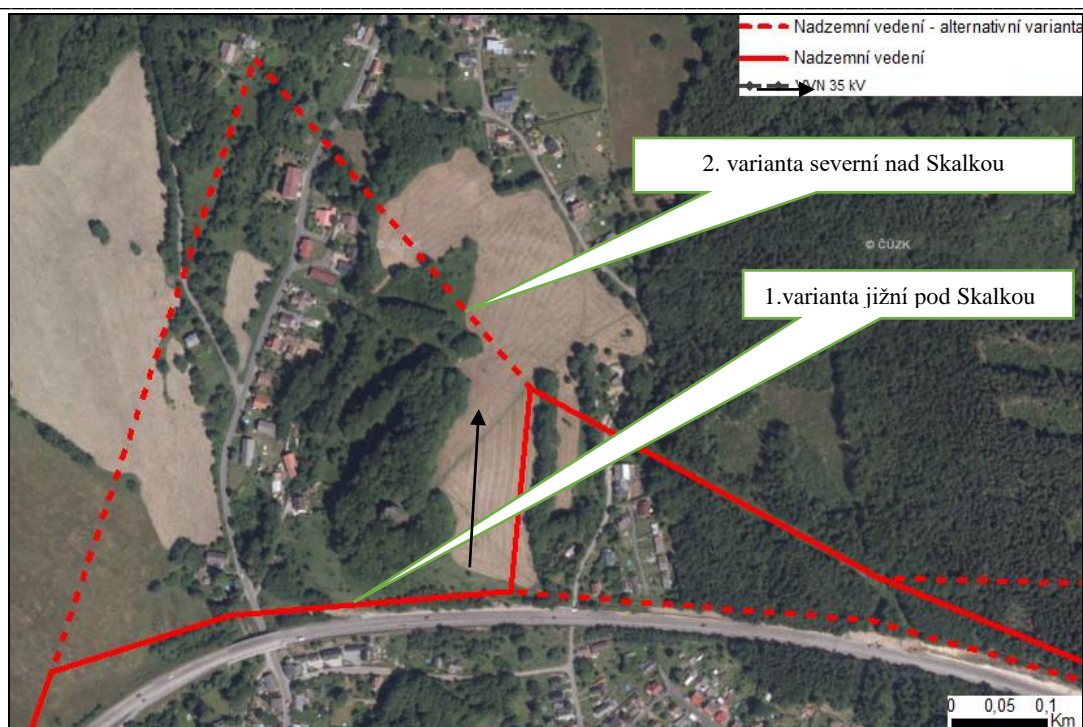 Nadzemní vedení - alternativní varianta
Nadzemní vedení
VVN 35 kV
2. varianta severní nad Skalkou
© ČÚZK
© ČÚZK
1.varianta jižní pod Skalkou
0 0,05 0,1
Km